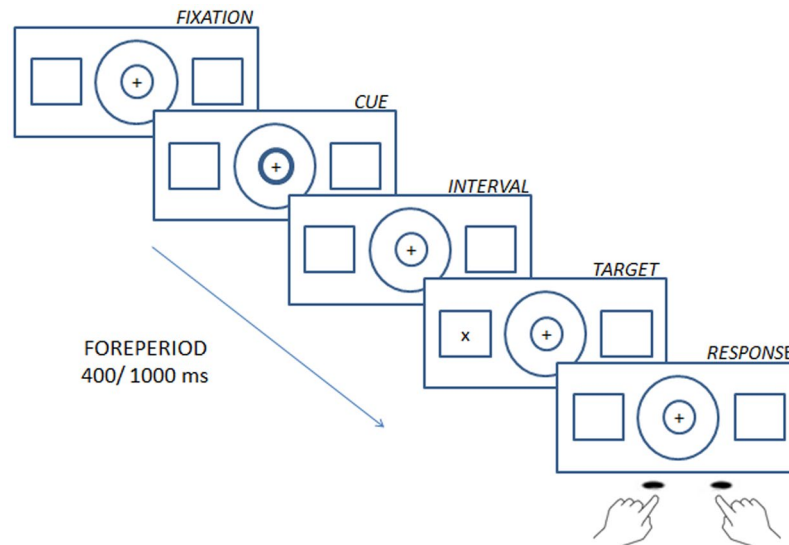 FIXATION
+
CUE
+
INTERVAL
+
TARGET
x +
RESPONSE
+
FOREPERIOD
400/ 1000 ms